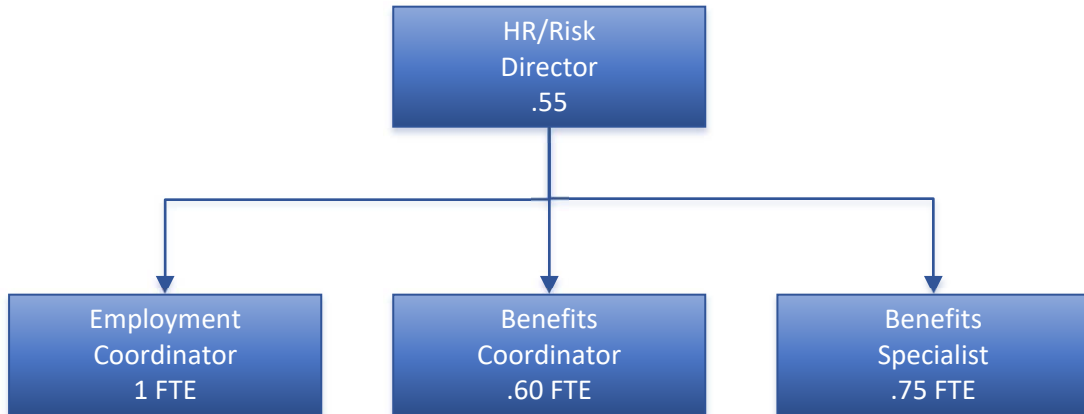 HR/Risk
Director
.55
Employment
Coordinator
1 FTE
Benefits
Coordinator
.60 FTE
Benefits
Specialist
.75 FTE